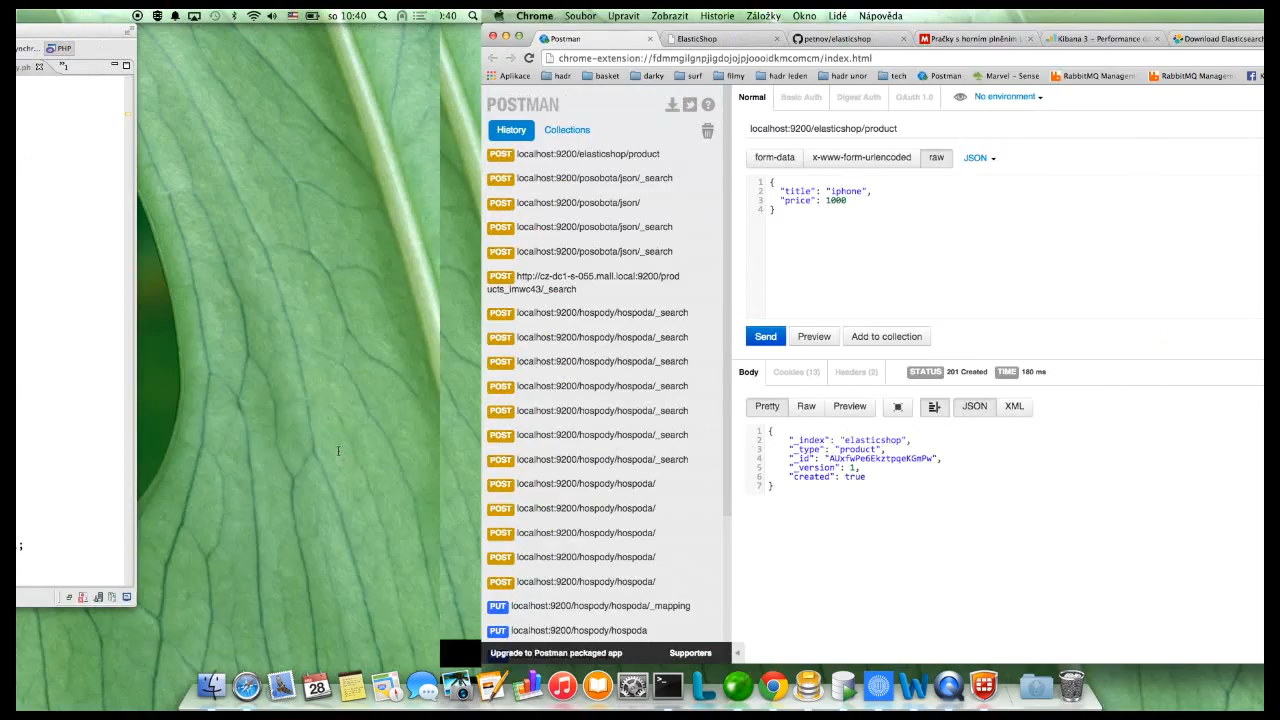 so 10:40
:40
Chrome Soubor Upravit Zobrazit Historie Záložky Okno Lidé Nápověda
PHP
Postman
ElasticShop
petnov/elasticshop
Pračky s horním plněním
Kibana 3 – Performance d
Download Elasticsearch
chrome-extension://fdmmgilgnpjigdojojpjoooidkmcomcm/index.html
Aplikace hadr basket darky surf filmy hadr leden hadr unor tech Postman Marvel - Sense RabbitMQ Managem RabbitMQ Managem
POSTMAN
Normal Basic Auth Digest Auth OAuth 1.0 No environment
History Collections
localhost:9200/elasticshop/product
form-data x-www-form-urlencoded raw JSON
1 {
2 "title": "iphone",
3 "price": 1000
4 }
Send Preview Add to collection
Body Cookies (13) Headers (2) STATUS 201 Created TIME 180 ms
Pretty Raw Preview JSON XML
1 {
2 "_index": "elasticshop",
3 "_type": "product",
4 "_id": "AUxfwPe6EkztpqeKGmPw",
5 "_version": 1,
6 "created": true
7 }
POST localhost:9200/elasticshop/product
POST localhost:9200/posobota/json/_search
POST localhost:9200/posobota/json/
POST localhost:9200/posobota/json/_search
POST localhost:9200/posobota/json/_search
POST http://cz-dc1-s-055.mall.local:9200/prod
ucts_imwc43/_search
POST localhost:9200/hospody/hospoda/_search
POST localhost:9200/hospody/hospoda/_search
POST localhost:9200/hospody/hospoda/_search
POST localhost:9200/hospody/hospoda/_search
POST localhost:9200/hospody/hospoda/_search
POST localhost:9200/hospody/hospoda/_search
POST localhost:9200/hospody/hospoda/_search
POST localhost:9200/hospody/hospoda/
POST localhost:9200/hospody/hospoda/
POST localhost:9200/hospody/hospoda/
POST localhost:9200/hospody/hospoda/
POST localhost:9200/hospody/hospoda/
PUT localhost:9200/hospody/hospoda/_mapping
PUT localhost:9200/hospody/hospoda
Upgrade to Postman packaged app Supporters
28